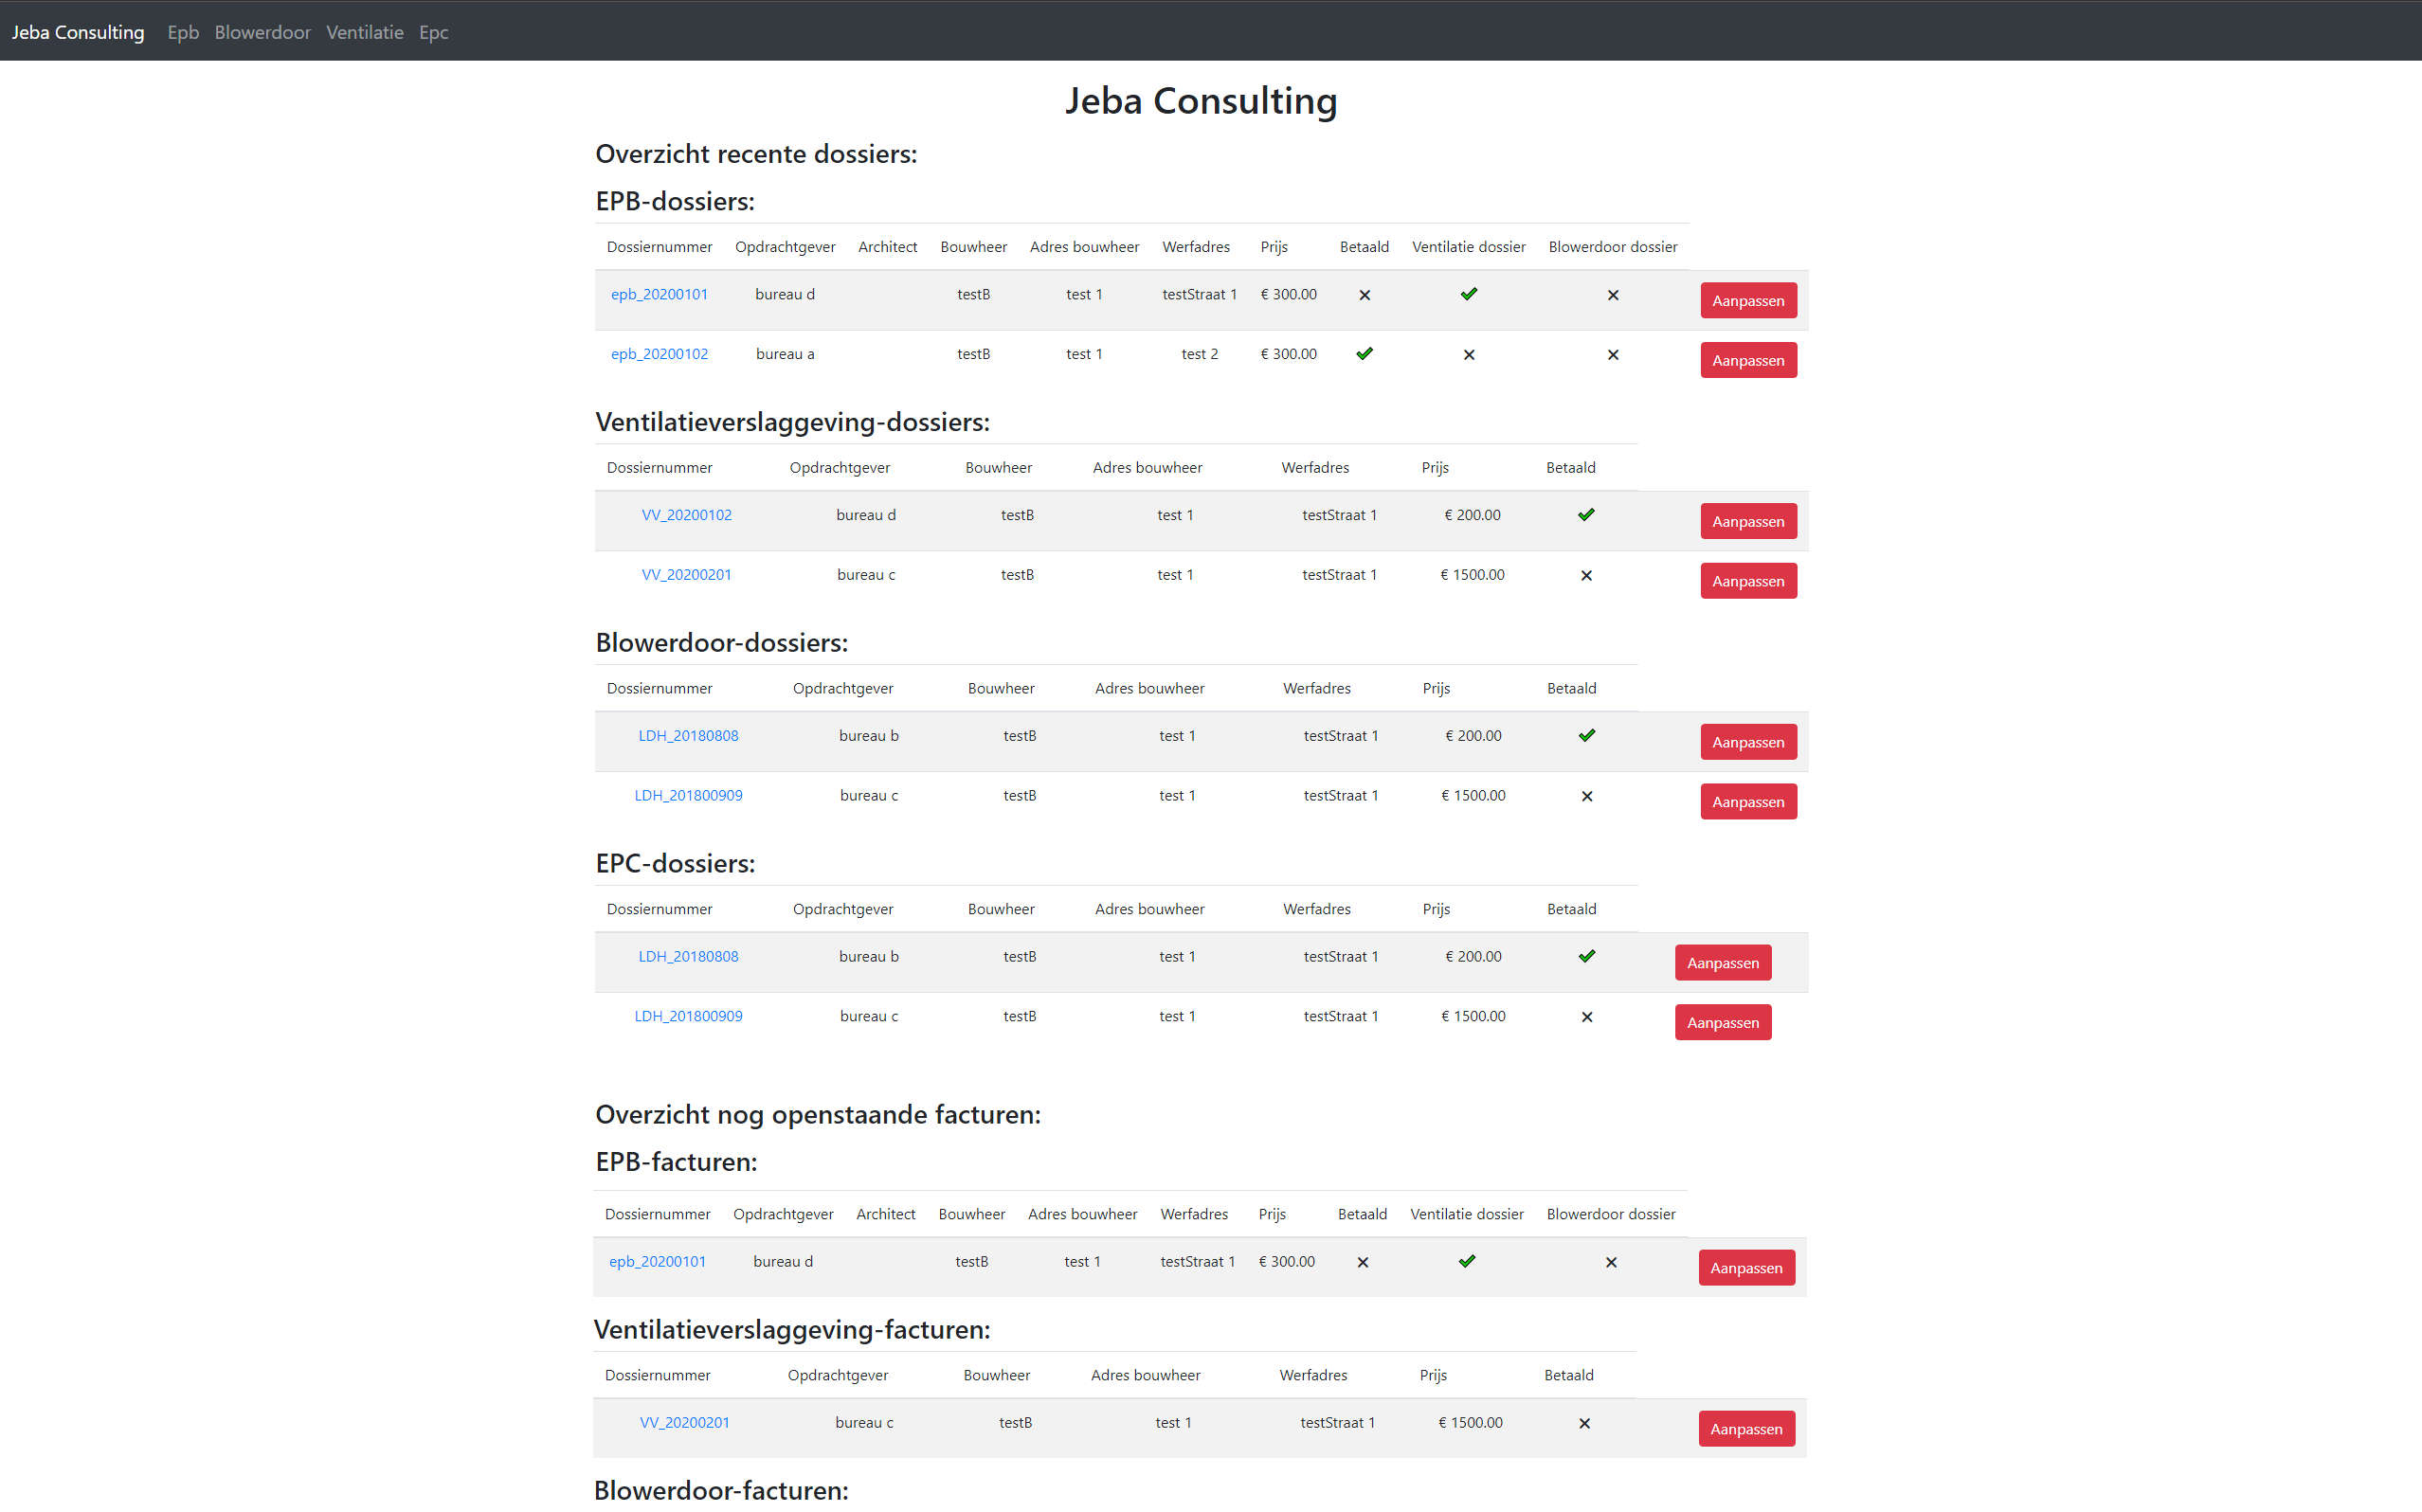 Jeba Consulting Epb Blowerdoor Ventilatie Epc
Jeba Consulting
Overzicht recente dossiers:
EPB-dossiers:
Dossiernummer Opdrachtgever Architect Bouwheer Adres bouwheer Werfadres Prijs Betaald Ventilatie dossier Blowerdoor dossier
epb_20200101 bureau d testB test 1 testStraat 1 € 300.00 ✕ ✔ ✕ Aanpassen
epb_20200102 bureau a testB test 1 test 2 € 300.00 ✔ ✕ ✕ Aanpassen
Ventilatieverslaggeving-dossiers:
Dossiernummer Opdrachtgever Bouwheer Adres bouwheer Werfadres Prijs Betaald
VV_20200102 bureau d testB test 1 testStraat 1 € 200.00 ✔ Aanpassen
VV_20200201 bureau c testB test 1 testStraat 1 € 1500.00 ✕ Aanpassen
Blowerdoor-dossiers:
Dossiernummer Opdrachtgever Bouwheer Adres bouwheer Werfadres Prijs Betaald
LDH_20180808 bureau b testB test 1 testStraat 1 € 200.00 ✔ Aanpassen
LDH_201800909 bureau c testB test 1 testStraat 1 € 1500.00 ✕ Aanpassen
EPC-dossiers:
Dossiernummer Opdrachtgever Bouwheer Adres bouwheer Werfadres Prijs Betaald
LDH_20180808 bureau b testB test 1 testStraat 1 € 200.00 ✔ Aanpassen
LDH_201800909 bureau c testB test 1 testStraat 1 € 1500.00 ✕ Aanpassen
Overzicht nog openstaande facturen:
EPB-facturen:
Dossiernummer Opdrachtgever Architect Bouwheer Adres bouwheer Werfadres Prijs Betaald Ventilatie dossier Blowerdoor dossier
epb_20200101 bureau d testB test 1 testStraat 1 € 300.00 ✕ ✔ ✕ Aanpassen
Ventilatieverslaggeving-facturen:
Dossiernummer Opdrachtgever Bouwheer Adres bouwheer Werfadres Prijs Betaald
VV_20200201 bureau c testB test 1 testStraat 1 € 1500.00 ✕ Aanpassen
Blowerdoor-facturen: